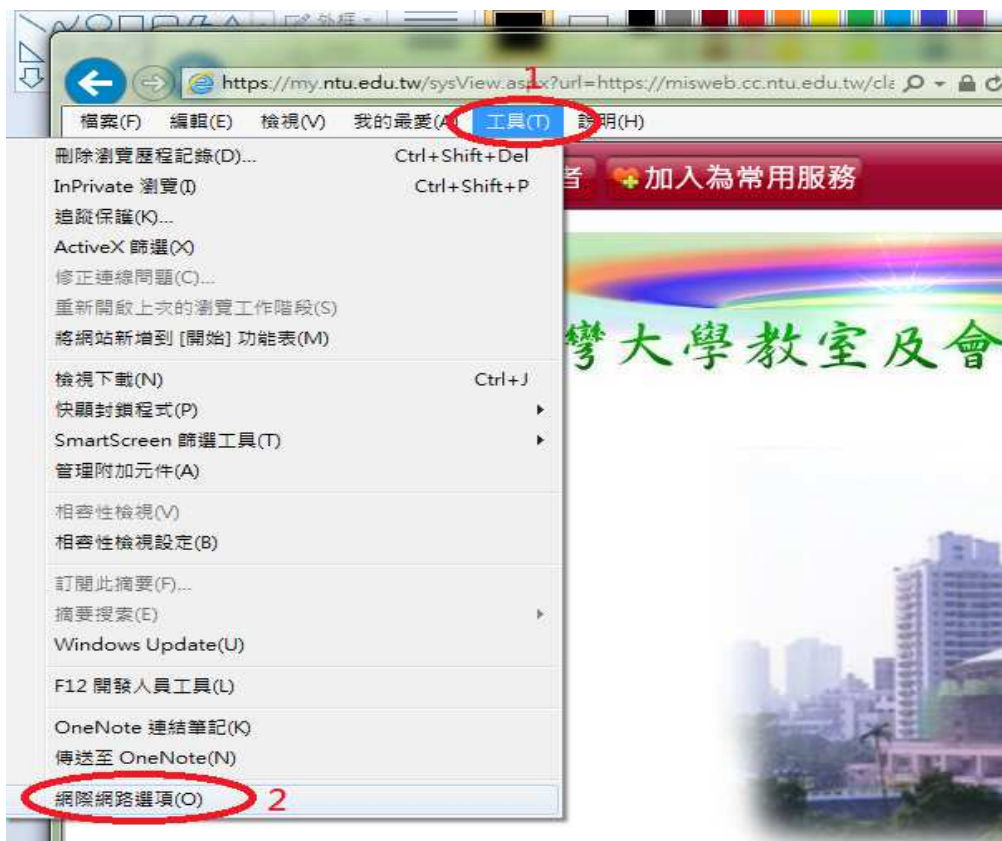 外框
1
https://my.ntu.edu.tw/sysView.aspx?url=https://misweb.cc.ntu.edu.tw/cla
檔案(F) 編輯(E) 檢視(V) 我的最愛(A) 工具(T) 說明(H)
刪除瀏覽歷程記錄(D)... Ctrl+Shift+Del
InPrivate 瀏覽(I) Ctrl+Shift+P
者 加入為常用服務
追蹤保護(K)...
ActiveX 篩選(X)
修正連線問題(C)...
重新開啟上次的瀏覽工作階段(S)
將網站新增到 [開始] 功能表(M)
灣大學教室及會
檢視下載(N) Ctrl+J
快顯封鎖程式(P)
SmartScreen 篩選工具(T)
管理附加元件(A)
相容性檢視(V)
相容性檢視設定(B)
訂閱此摘要(F)...
摘要搜索(E)
Windows Update(U)
F12 開發人員工具(L)
OneNote 連結筆記(K)
傳送至 OneNote(N)
網際網路選項(O) 2